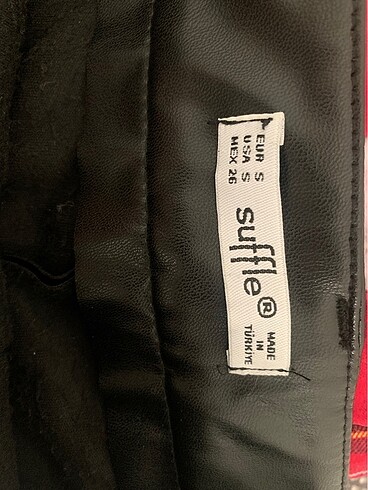 EUR S
USA S
MEX 26
suffle®
MADE
IN
TÜRKİYE